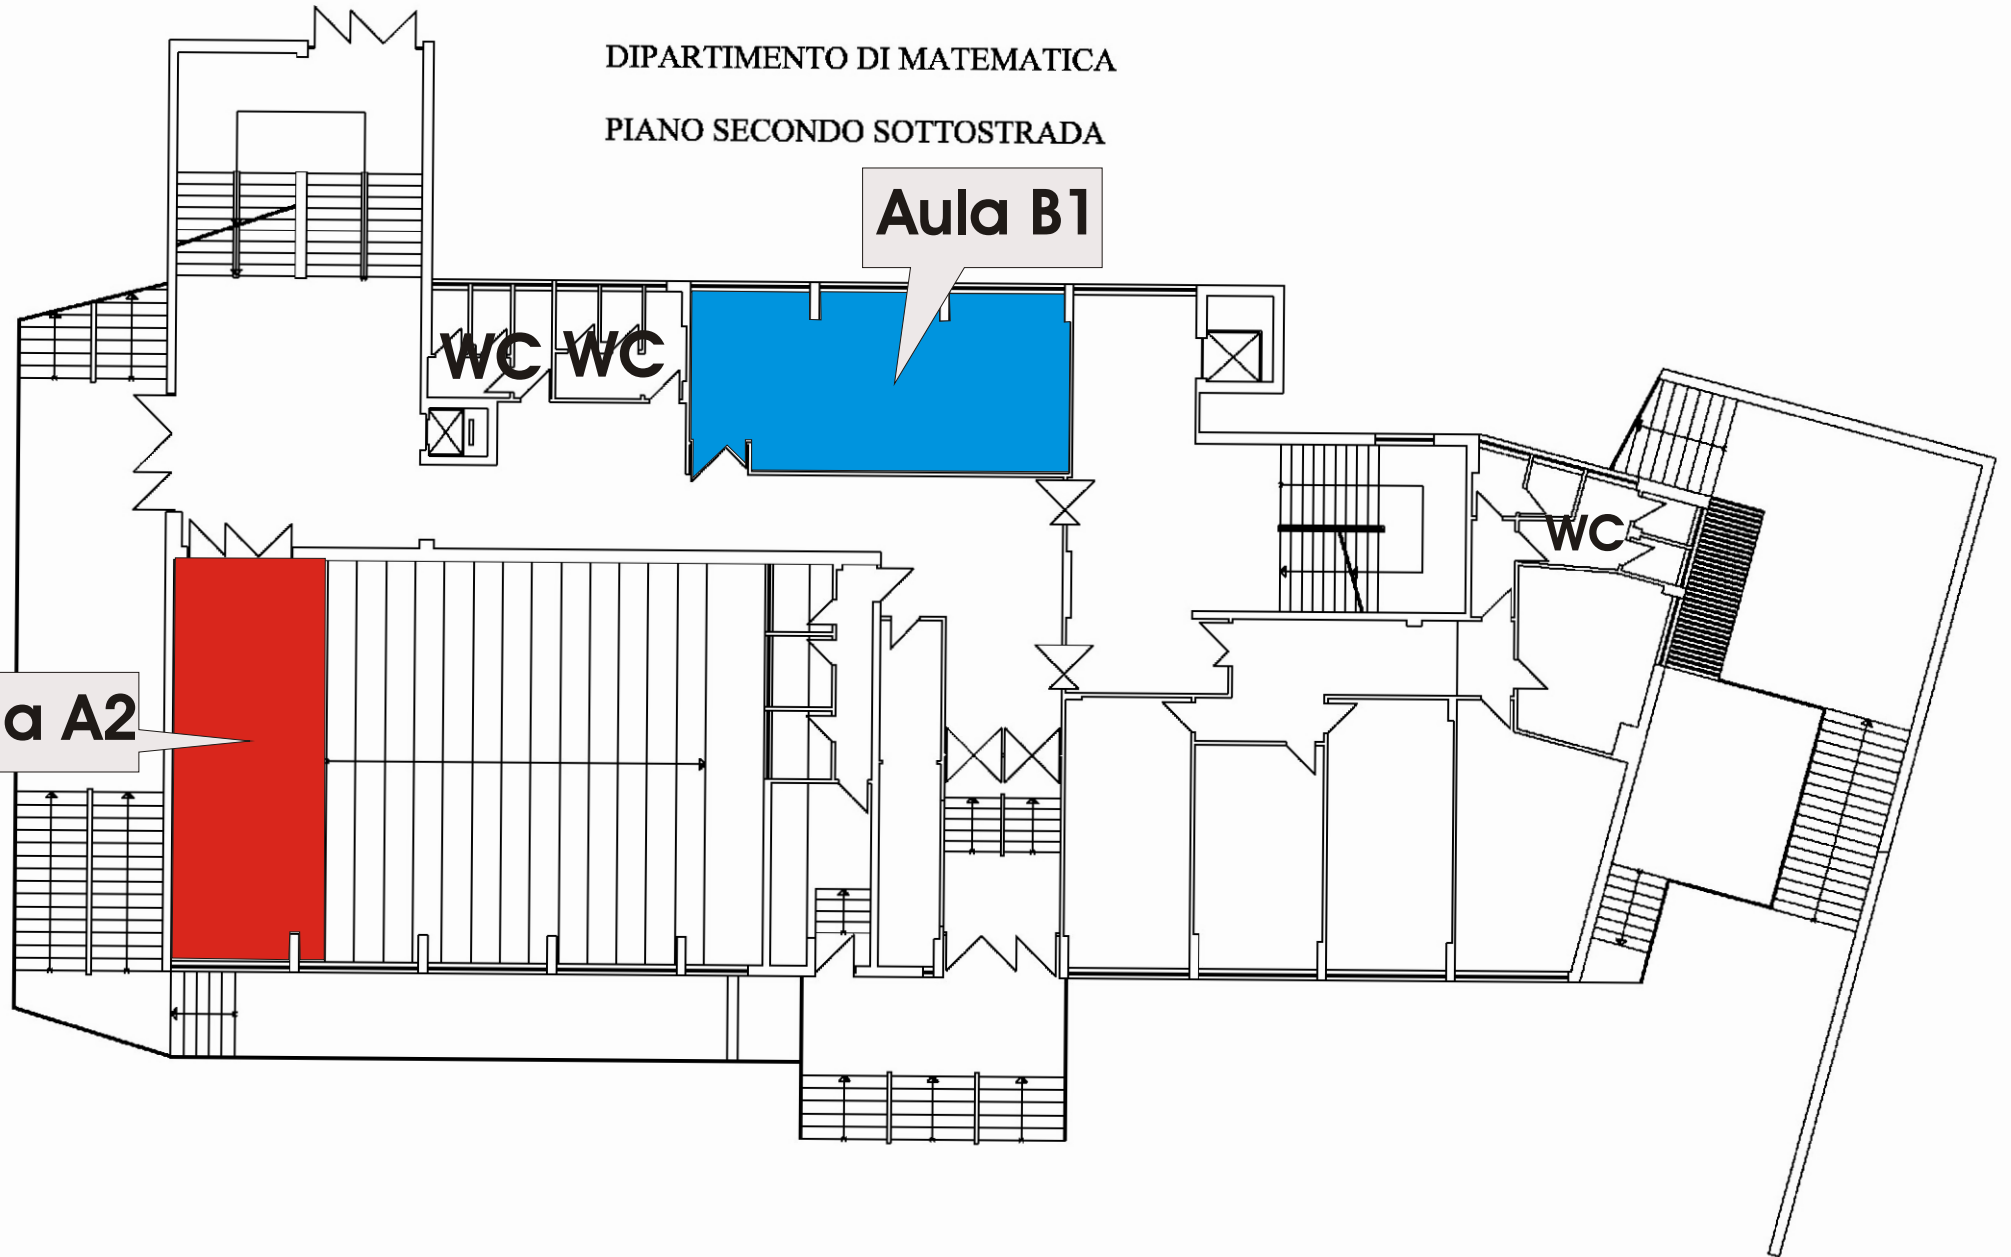 DIPARTIMENTO DI MATEMATICA
PIANO SECONDO SOTTOSTRADA
Aula B1
WC WC
WC
a A2